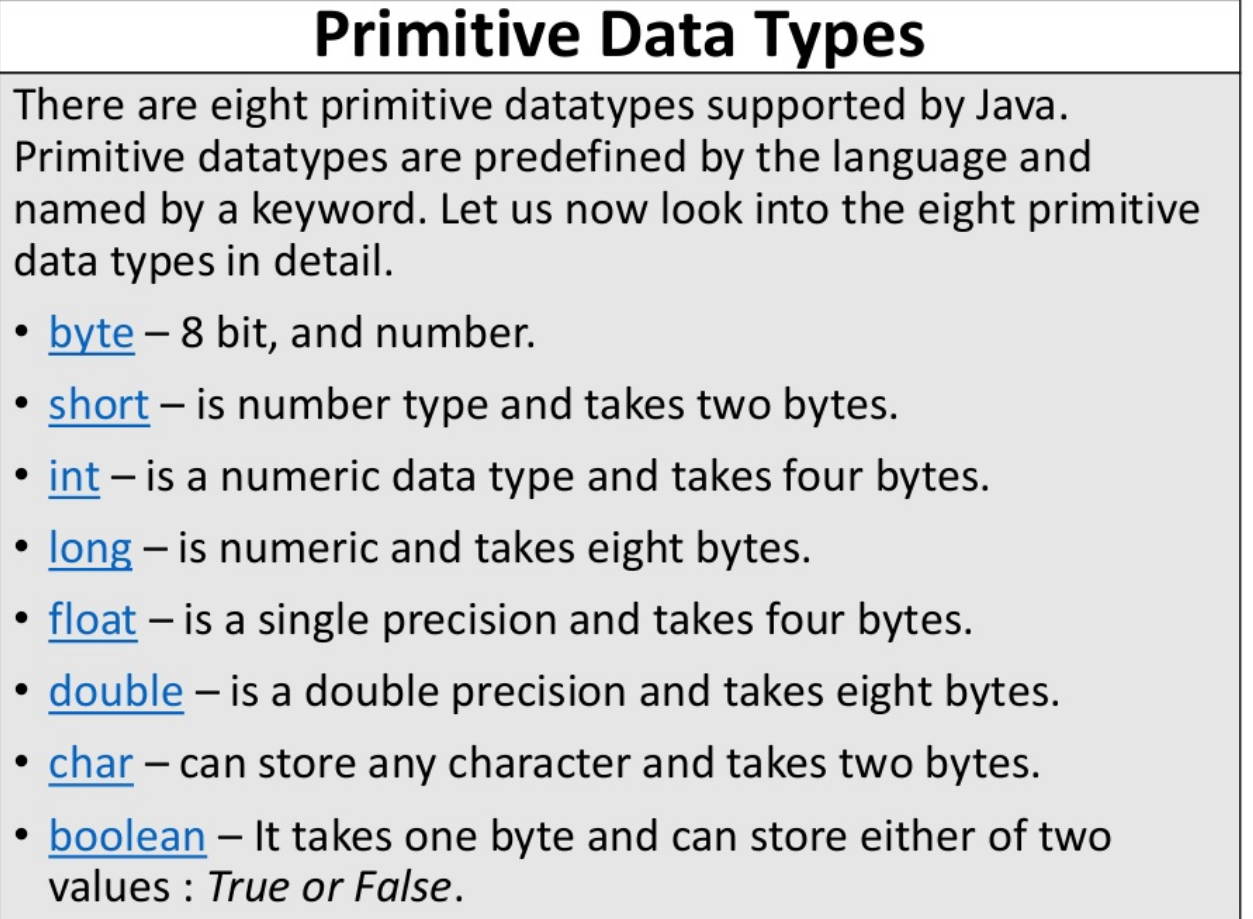 Primitive Data Types
There are eight primitive datatypes supported by Java.
Primitive datatypes are predefined by the language and
named by a keyword. Let us now look into the eight primitive
data types in detail.
• byte – 8 bit, and number.
• short – is number type and takes two bytes.
• int – is a numeric data type and takes four bytes.
• long – is numeric and takes eight bytes.
• float – is a single precision and takes four bytes.
• double – is a double precision and takes eight bytes.
• char – can store any character and takes two bytes.
• boolean – It takes one byte and can store either of two
values : True or False.